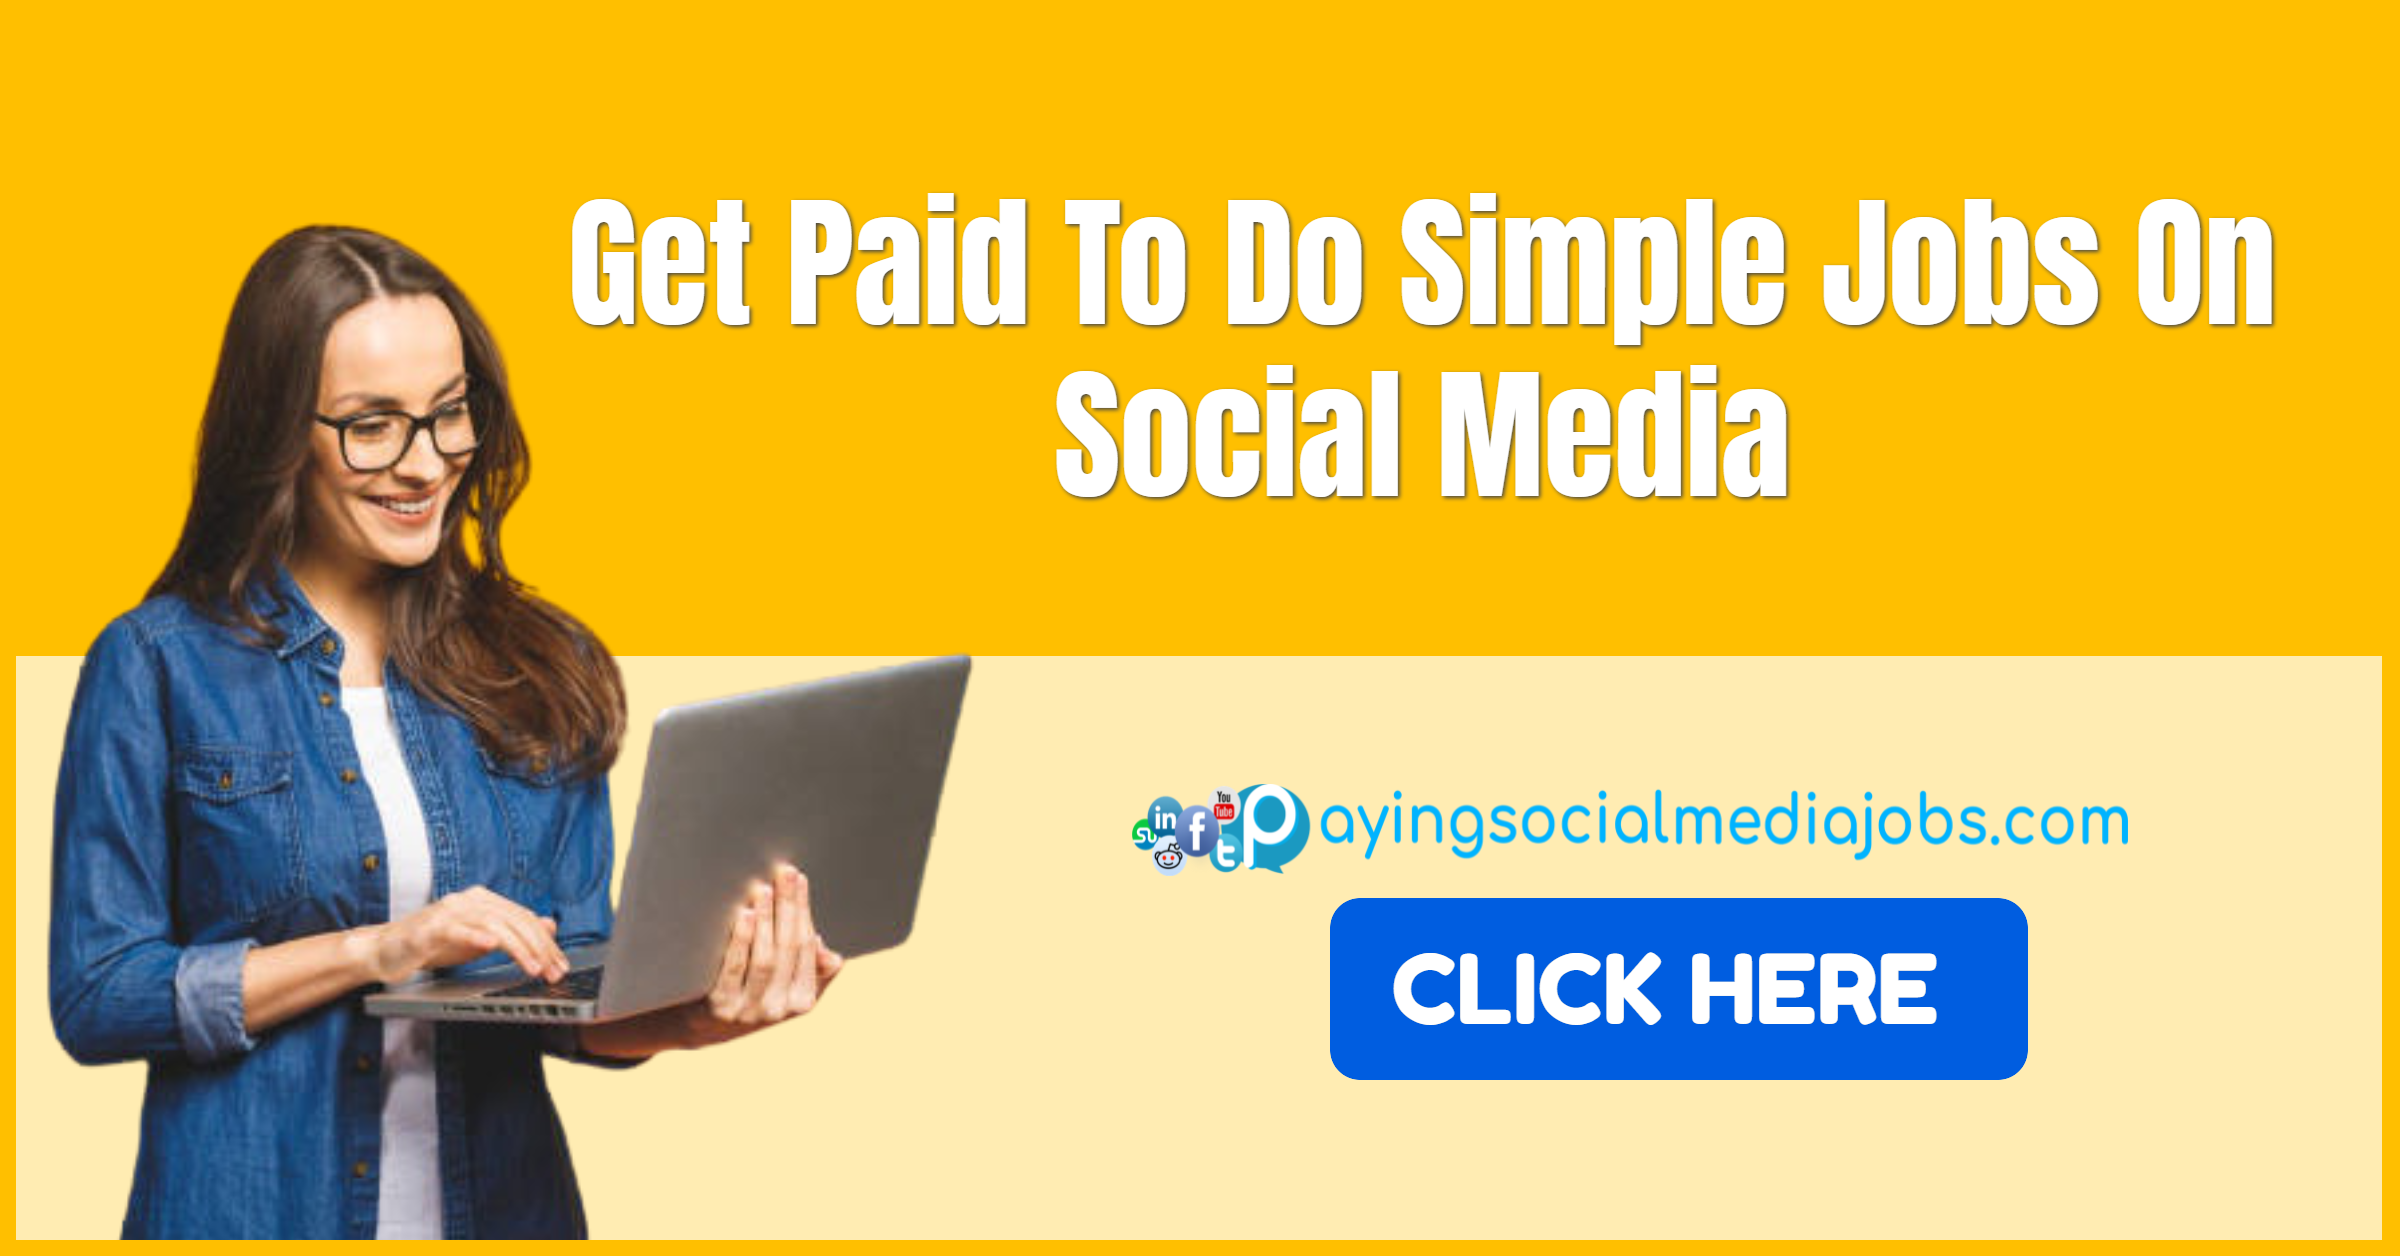 Get Paid To Do Simple Jobs On
Social Media
You
Tube
in
su
f
t
payingsocialmediajobs.com
CLICK HERE